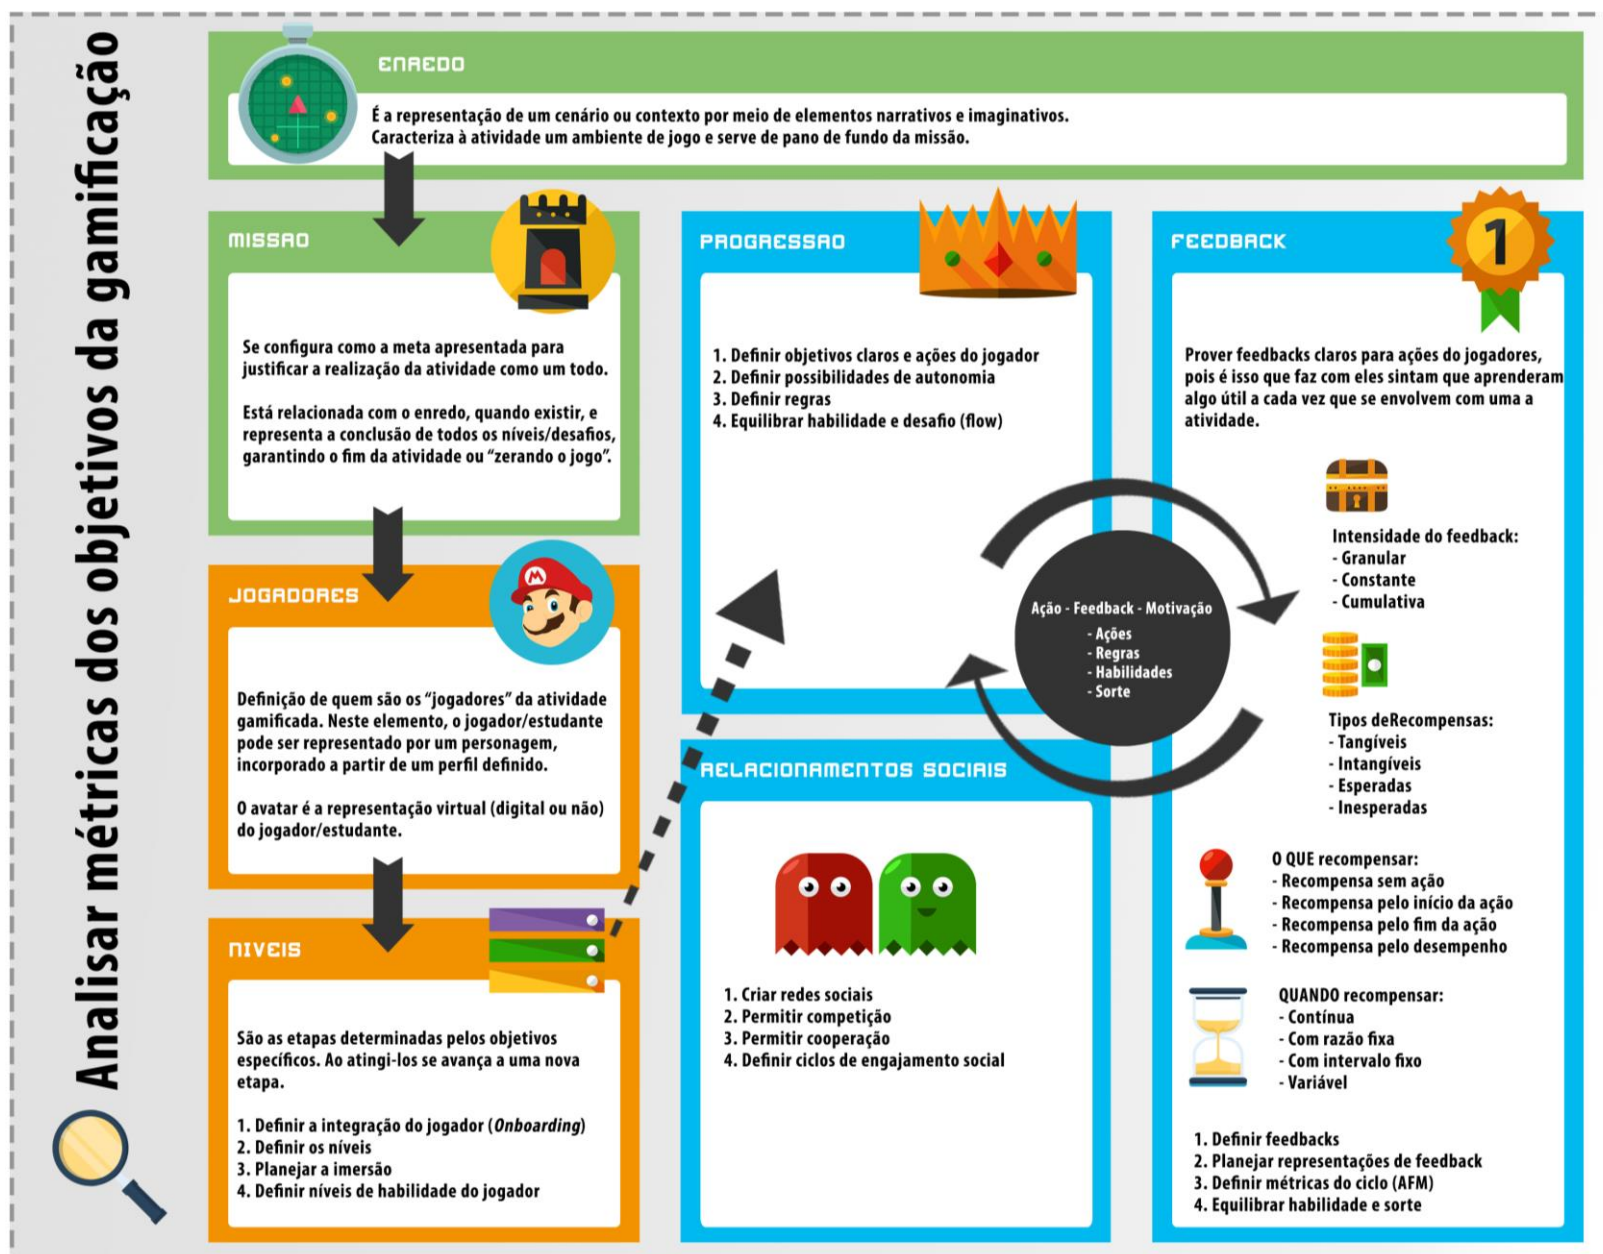 Analisar métricas dos objetivos da gamificação
ENREDO
É a representação de um cenário ou contexto por meio de elementos narrativos e imaginativos.
Caracteriza à atividade um ambiente de jogo e serve de pano de fundo da missão.
MISSAO
Se configura como a meta apresentada para
justificar a realização da atividade como um todo.
Está relacionada com o enredo, quando existir, e
representa a conclusão de todos os níveis/desafios,
garantindo o fim da atividade ou “zerando o jogo”.
JOGADORES
M
Definição de quem são os “jogadores” da atividade
gamificada. Neste elemento, o jogador/estudante
pode ser representado por um personagem,
incorporado a partir de um perfil definido.
O avatar é a representação virtual (digital ou não)
do jogador/estudante.
NIVEIS
São as etapas determinadas pelos objetivos
específicos. Ao atingi-los se avança a uma nova
etapa.
1. Definir a integração do jogador (Onboarding)
2. Definir os níveis
3. Planejar a imersão
4. Definir níveis de habilidade do jogador
PROGRESSAO
1. Definir objetivos claros e ações do jogador
2. Definir possibilidades de autonomia
3. Definir regras
4. Equilibrar habilidade e desafio (flow)
Ação - Feedback - Motivação
- Ações
- Regras
- Habilidades
- Sorte
RELACIONAMENTOS SOCIAIS
1. Criar redes sociais
2. Permitir competição
3. Permitir cooperação
4. Definir ciclos de engajamento social
FEEDBACK
1
Prover feedbacks claros para ações do jogadores,
pois é isso que faz com eles sintam que aprenderam
algo útil a cada vez que se envolvem com uma a
atividade.
Intensidade do feedback:
- Granular
- Constante
- Cumulativa
Tipos deRecompensas:
- Tangíveis
- Intangíveis
- Esperadas
- Inesperadas
O QUE recompensar:
- Recompensa sem ação
- Recompensa pelo início da ação
- Recompensa pelo fim da ação
- Recompensa pelo desempenho
QUANDO recompensar:
- Contínua
- Com razão fixa
- Com intervalo fixo
- Variável
1. Definir feedbacks
2. Planejar representações de feedback
3. Definir métricas do ciclo (AFM)
4. Equilibrar habilidade e sorte